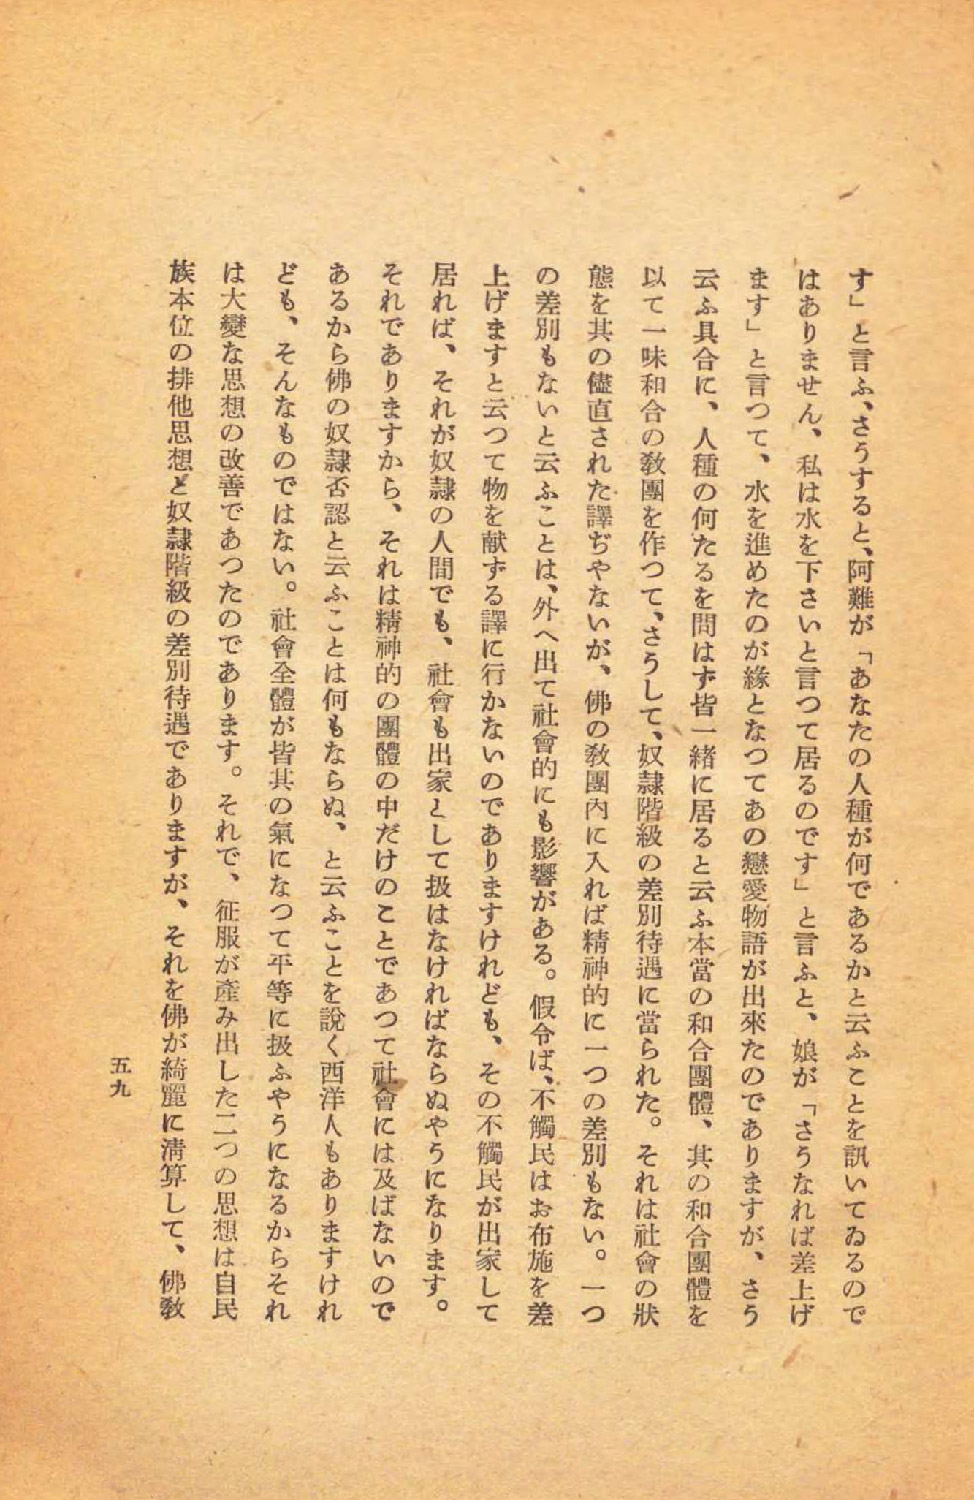 す」と言ふ、さうすると、阿難が「あなたの人種が何であるかと云ふことを訊いてゐるので
はありません、私は水を下さいと言つて居るのです」と言ふと、娘が「さうなれば差上げ
ます」と言つて、水を進めたのが緣となつてあの戀愛物語が出來たのでありますが、さう
云ふ具合に、人種の何たるを問はず皆一緖に居ると云ふ本當の和合團體、其の和合團體を
以て一味和合の敎團を作つて、さうして、奴隷階級の差別待遇に當られた。それは社會の狀
態を其の儘直された譯ぢやないが、佛の敎團內に入れば精神的に一つの差別もない。一つ
の差別もないと云ふことは、外へ出て社會的にも影響がある。假令ば、不觸民はお布施を差
上げますと云つて物を献ずる譯に行かないのでありますけれども、その不觸民が出家して
居れば、それが奴隷の人間でも、社會も出家として扱はなければならぬやうになります。
それでありますから、それは精神的の團體の中だけのことであつて社會には及ばないので
あるから佛の奴隷否認と云ふことは何もならぬ、と云ふことを說く西洋人もありますけれ
ども、そんなものではない。社會全體が皆其の氣になつて平等に扱ふやうになるからそれ
は大變な思想の改善であつたのであります。それで、征服が產み出した二つの思想は自民
族本位の排他思想と奴隷階級の差別待遇でありますが、それを佛が綺麗に淸算して、佛敎
五九